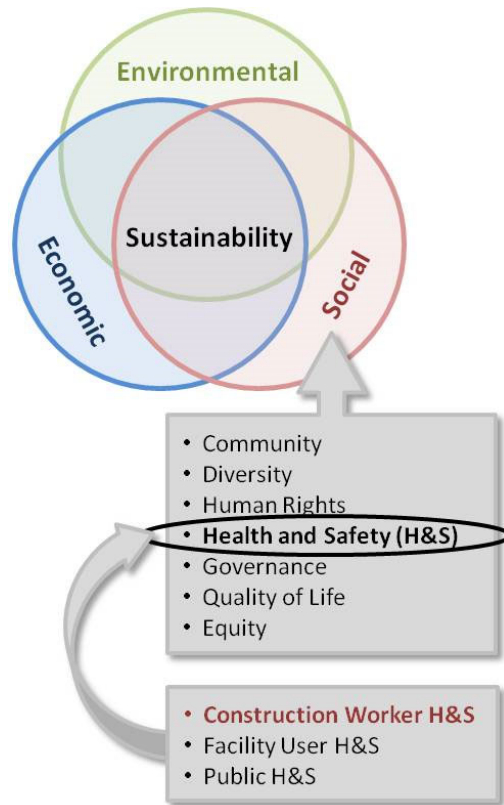 Environmental
Sustainability
Economic
Social
• Community
• Diversity
• Human Rights
• Health and Safety (H&S)
• Governance
• Quality of Life
• Equity
• Construction Worker H&S
• Facility User H&S
• Public H&S